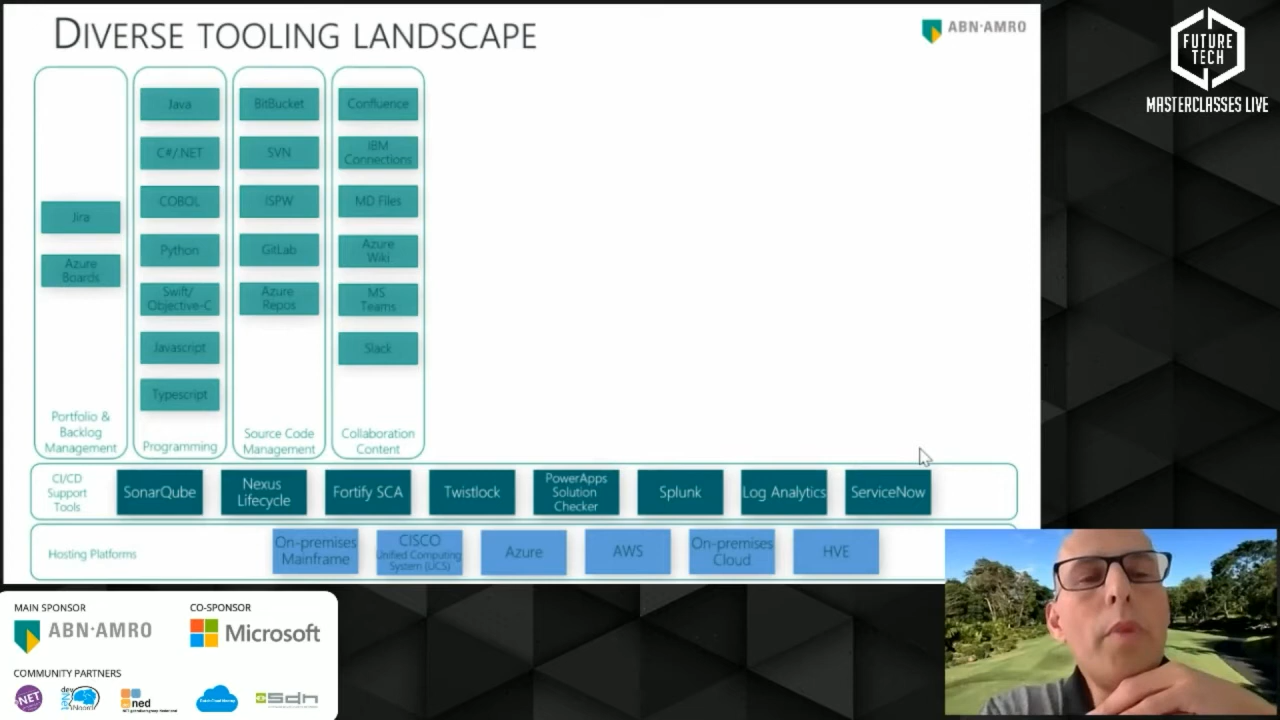 DIVERSE TOOLING LANDSCAPE
ABN·AMRO
FUTURE
TECH
MASTERCLASSES LIVE
Jira
Azure
Boards
Portfolio &
Backlog
Management
Java
C#/.NET
COBOL
Python
Swift/
Objective-C
Javascript
Typescript
Programming
BitBucket
SVN
ISPW
GitLab
Azure
Repos
Source Code
Management
Confluence
IBM
Connections
MD Files
Azure
Wiki
MS
Teams
Slack
Collaboration
Content
CI/CD
Support
Tools
SonarQube
Nexus
Lifecycle
Fortify SCA
Twistlock
PowerApps
Solution
Checker
Splunk
Log Analytics
ServiceNow
Hosting Platforms
On-premises
Mainframe
CISCO
Unified Computing
System (UCS)
Azure
AWS
On-premises
Cloud
HVE
MAIN SPONSOR
ABN·AMRO
CO-SPONSOR
Microsoft
COMMUNITY PARTNERS
.NET
ned
sdn